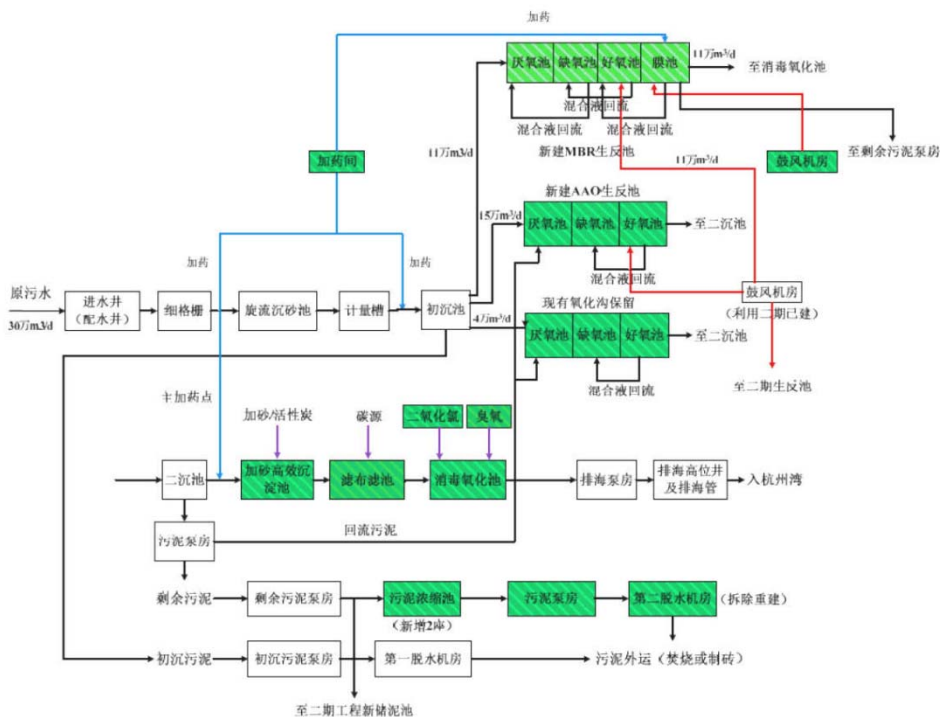 加药
11万m³/d
厌氧池
缺氧池
好氧池
膜池
至消毒氧化池
混合液回流
混合液回流
混合液回流
新建MBR生反池
11万m3/d
加药间
11万m³/d
鼓风机房
至剩余污泥泵房
新建AAO生反池
15万m³/d
厌氧池
缺氧池
好氧池
至二沉池
混合液回流
加药
加药
原污水
30万m3/d
进水井
（配水井）
细格栅
旋流沉砂池
计量槽
初沉池
4万m³/d
现有氧化沟保留
鼓风机房
（利用二期已建）
厌氧池
缺氧池
好氧池
至二沉池
混合液回流
至二期生反池
主加药点
加砂/活性炭
碳源
二氧化氯
臭氧
二沉池
加砂高效沉
淀池
滤布滤池
消毒氧化池
排海泵房
排海高位井
及排海管
入杭州湾
污泥泵房
回流污泥
剩余污泥
剩余污泥泵房
污泥浓缩池
（新增2座）
污泥泵房
第二脱水机房
（拆除重建）
初沉污泥
初沉污泥泵房
第一脱水机房
污泥外运（焚烧或制砖）
至二期工程新储泥池